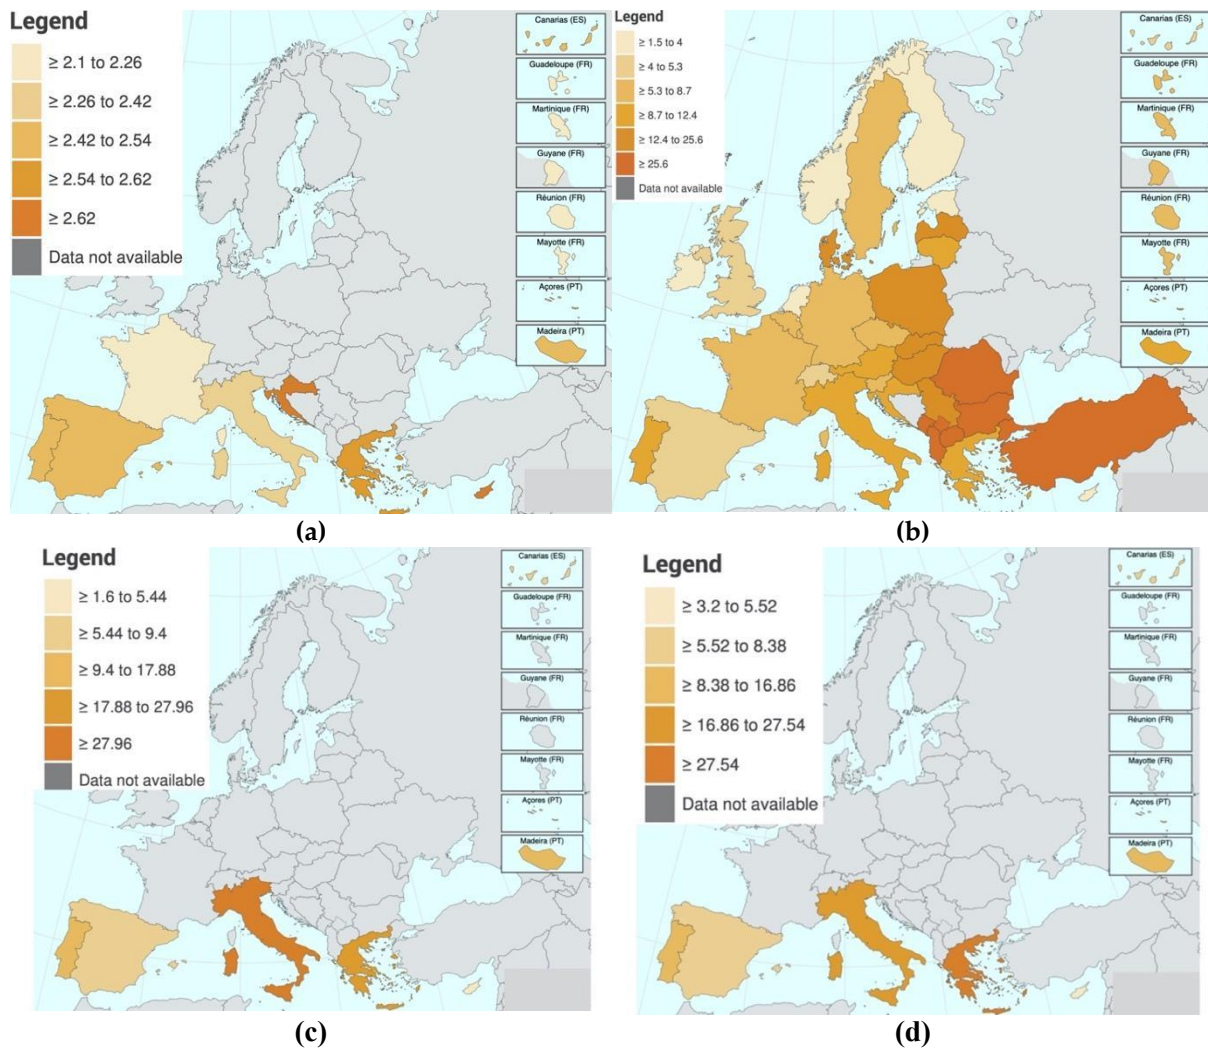 Legend
≥ 2.1 to 2.26
≥ 2.26 to 2.42
≥ 2.42 to 2.54
≥ 2.54 to 2.62
≥ 2.62
Data not available
Canarias (ES)
Guadeloupe (FR)
Martinique (FR)
Guyane (FR)
Réunion (FR)
Mayotte (FR)
Açores (PT)
Madeira (PT)
(a)
Legend
≥ 1.5 to 4
≥ 4 to 5.3
≥ 5.3 to 8.7
≥ 8.7 to 12.4
≥ 12.4 to 25.6
≥ 25.6
Data not available
Canarias (ES)
Guadeloupe (FR)
Martinique (FR)
Guyane (FR)
Réunion (FR)
Mayotte (FR)
Açores (PT)
Madeira (PT)
(b)
Legend
≥ 1.6 to 5.44
≥ 5.44 to 9.4
≥ 9.4 to 17.88
≥ 17.88 to 27.96
≥ 27.96
Data not available
Canarias (ES)
Guadeloupe (FR)
Martinique (FR)
Guyane (FR)
Réunion (FR)
Mayotte (FR)
Açores (PT)
Madeira (PT)
(c)
Legend
≥ 3.2 to 5.52
≥ 5.52 to 8.38
≥ 8.38 to 16.86
≥ 16.86 to 27.54
≥ 27.54
Data not available
Canarias (ES)
Guadeloupe (FR)
Martinique (FR)
Guyane (FR)
Réunion (FR)
Mayotte (FR)
Açores (PT)
Madeira (PT)
(d)